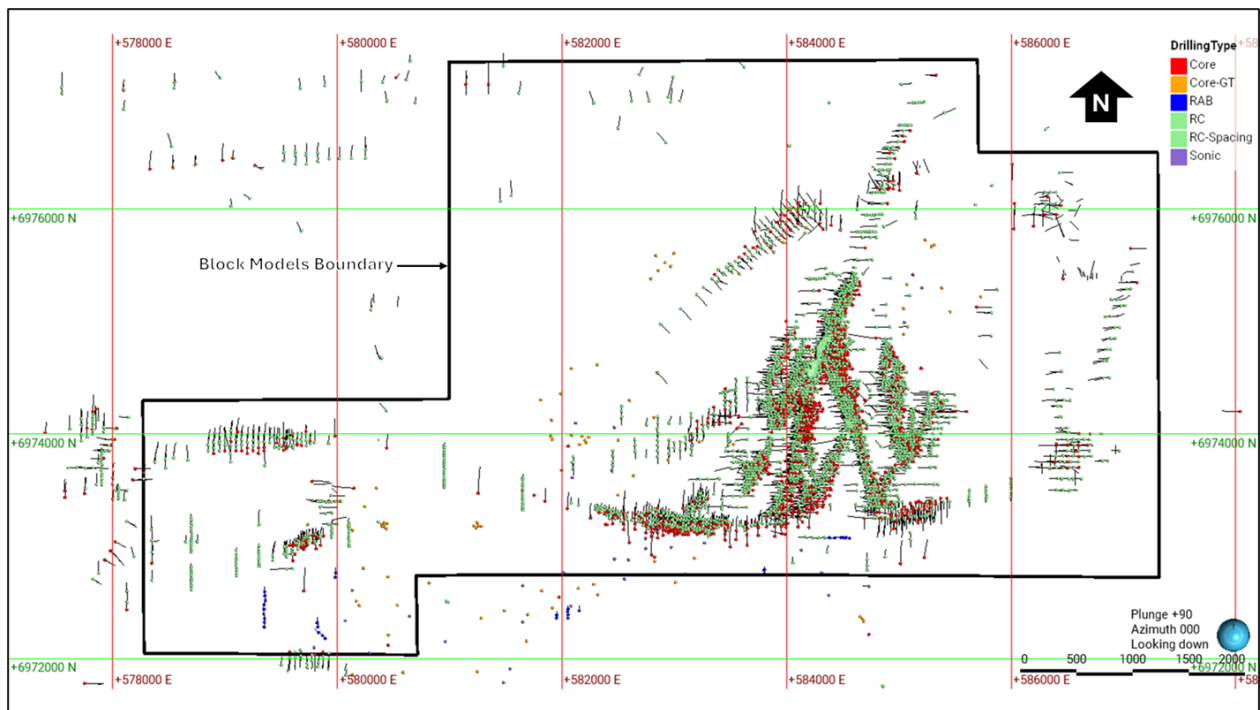 +578000 E
+580000 E
+582000 E
+584000 E
+586000 E
+58
DrillingType
Core
Core-GT
RAB
RC
RC-Spacing
Sonic
N
+6976000 N
+6976000 N
Block Models Boundary
+6974000 N
+6974000 N
Plunge +90
Azimuth 000
Looking down
0 500 1000 1500 2000
+6972000 N
+6972000 N
+578000 E
+580000 E
+582000 E
+584000 E
+586000 E
+58